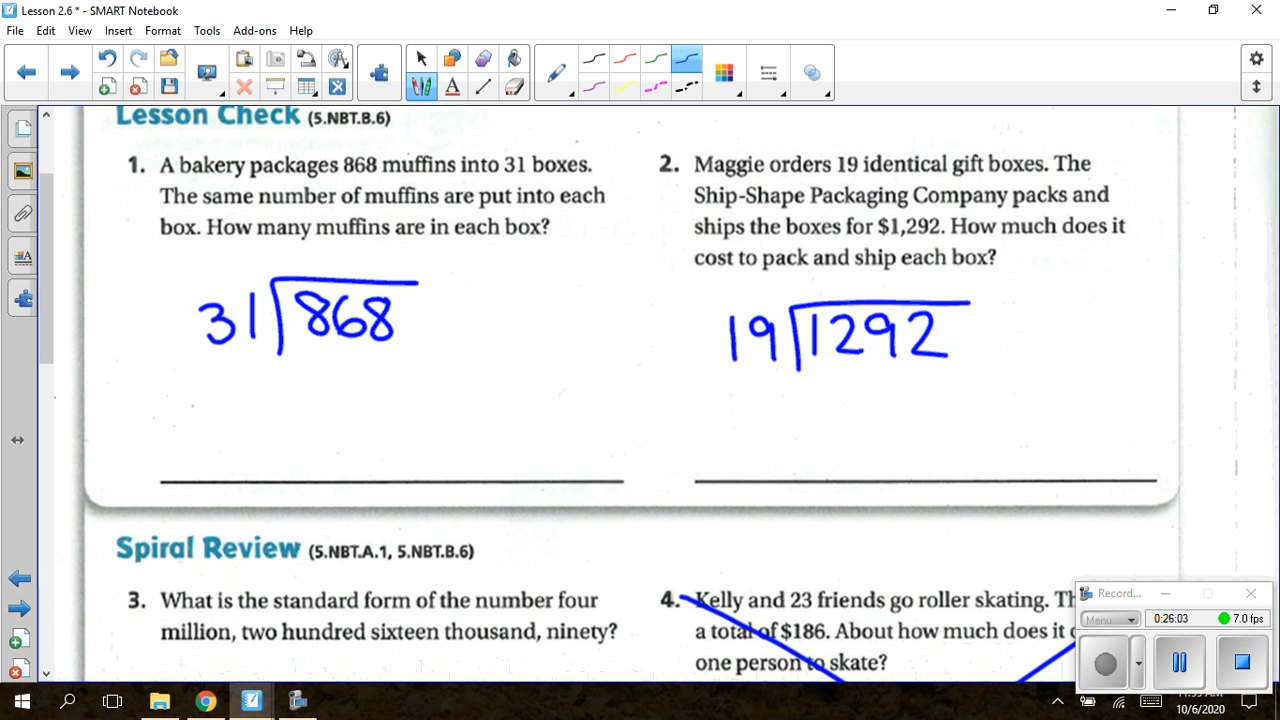 Lesson 2.6 * - SMART Notebook
File Edit View Insert Format Tools Add-ons Help
Lesson Check (5.NBT.B.6)
1. A bakery packages 868 muffins into 31 boxes.
The same number of muffins are put into each
box. How many muffins are in each box?
31 868
2. Maggie orders 19 identical gift boxes. The
Ship-Shape Packaging Company packs and
ships the boxes for $1,292. How much does it
cost to pack and ship each box?
19 1292
Spiral Review (5.NBT.A.1, 5.NBT.B.6)
3. What is the standard form of the number four
million, two hundred sixteen thousand, ninety?
4. Kelly and 23 friends go roller skating.
a total of $186. About how much does it
one person to skate?
Record...
Menu 0:26:03 7.0 fps
10/6/2020